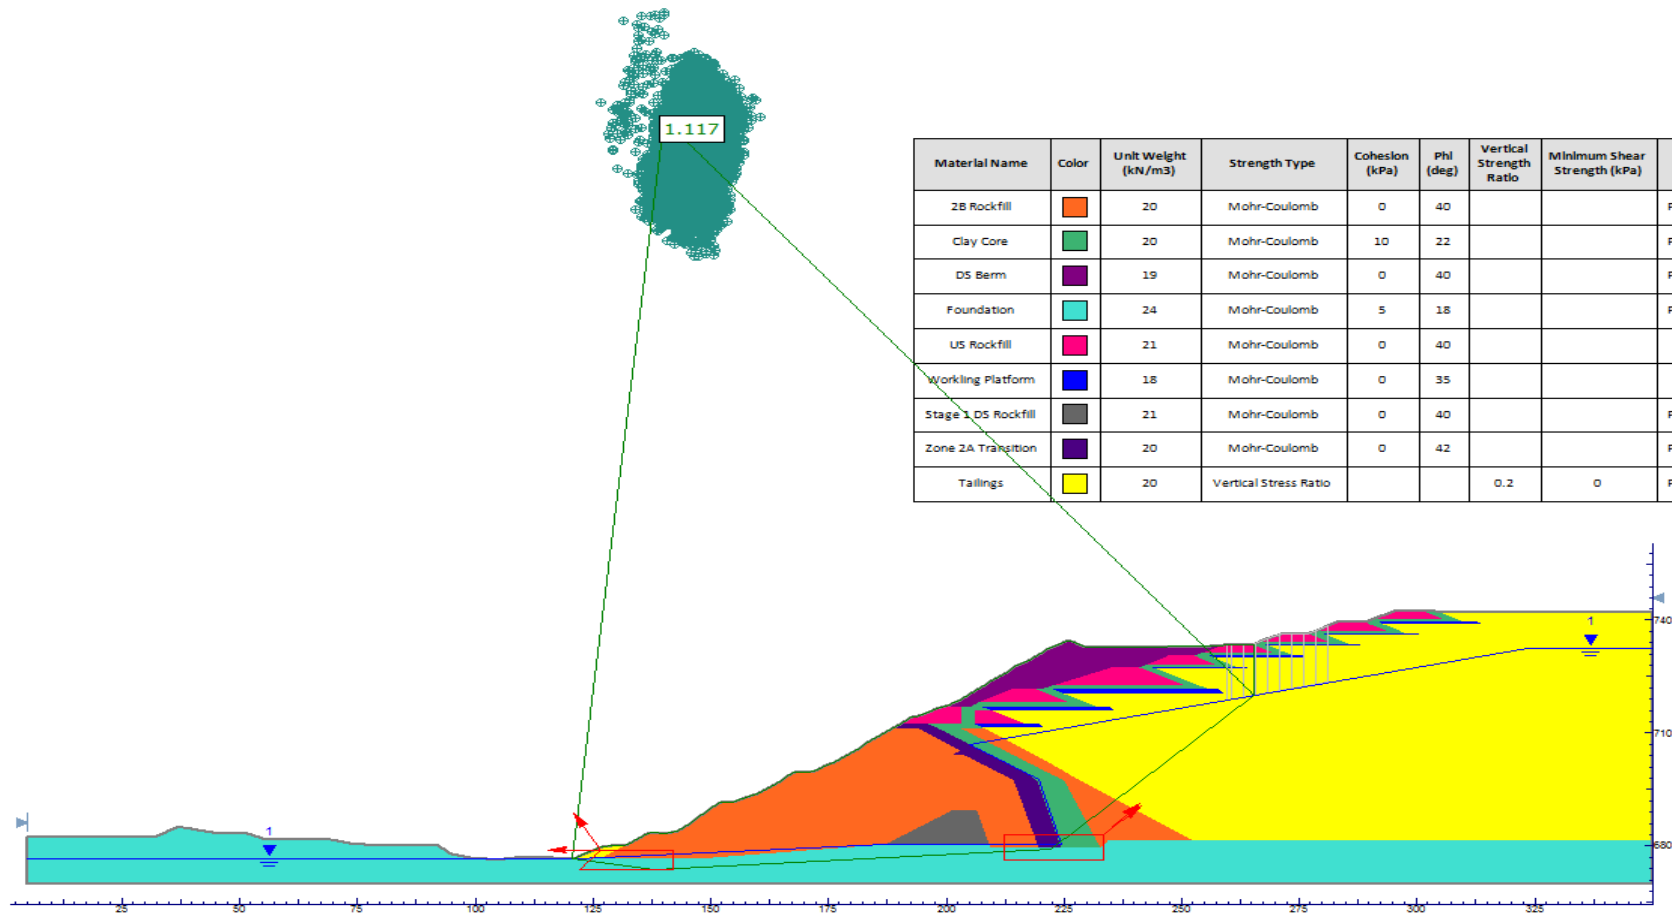 1.117
Material Name Color Unit Weight (kN/m3) Strength Type Cohesion (kPa) Phi (deg) Vertical Strength Ratio Minimum Shear Strength (kPa)
2B Rockfill 20 Mohr-Coulomb 0 40
Clay Core 20 Mohr-Coulomb 10 22
DS Berm 19 Mohr-Coulomb 0 40
Foundation 24 Mohr-Coulomb 5 18
US Rockfill 21 Mohr-Coulomb 0 40
Workling Platform 18 Mohr-Coulomb 0 35
Stage 1 DS Rockfill 21 Mohr-Coulomb 0 40
Zone 2A Transition 20 Mohr-Coulomb 0 42
Tailings 20 Vertical Stress Ratio 0.2 0
740
1
710
1
680
25 50 75 100 125 150 175 200 225 250 275 300 325